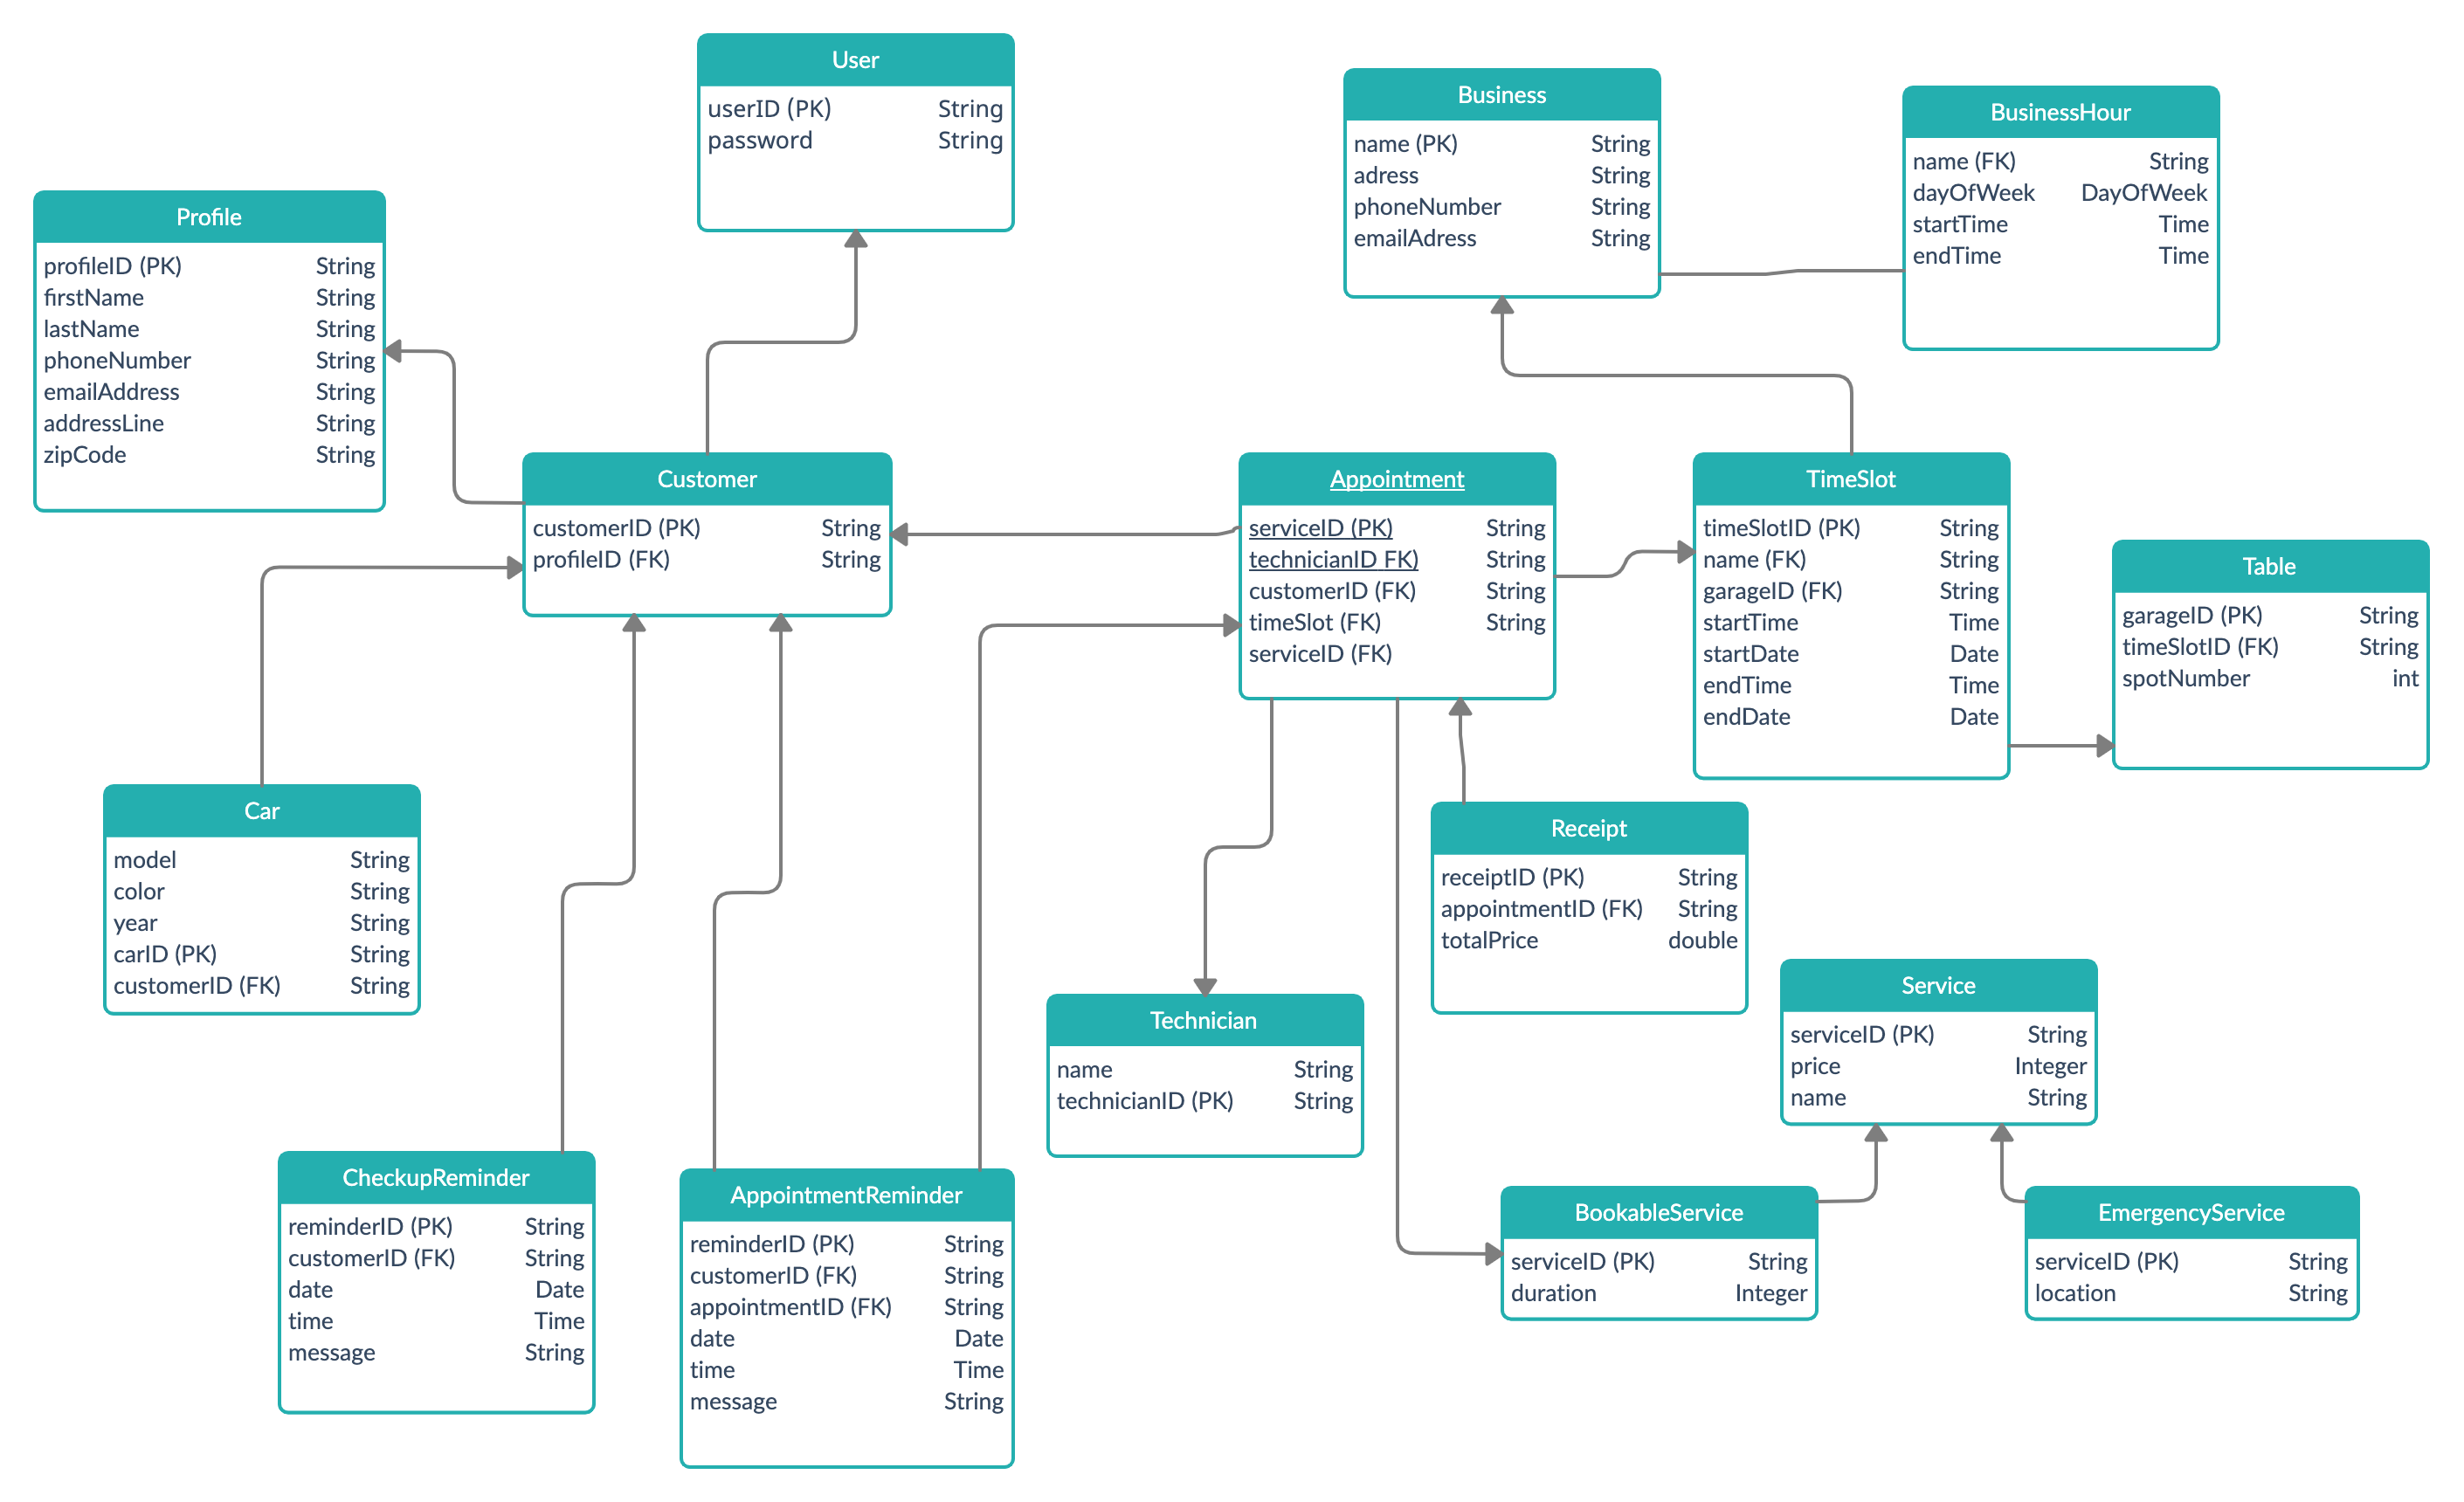 User
userID (PK) String
password String
Business
name (PK) String
adress String
phoneNumber String
emailAdress String
BusinessHour
name (FK) String
dayOfWeek DayOfWeek
startTime Time
endTime Time
Profile
profileID (PK) String
firstName String
lastName String
phoneNumber String
emailAddress String
addressLine String
zipCode String
Customer
customerID (PK) String
profileID (FK) String
Appointment
serviceID (PK) String
technicianID FK) String
customerID (FK) String
timeSlot (FK) String
serviceID (FK)
TimeSlot
timeSlotID (PK) String
name (FK) String
garageID (FK) String
startTime Time
startDate Date
endTime Time
endDate Date
Table
garageID (PK) String
timeSlotID (FK) String
spotNumber int
Car
model String
color String
year String
carID (PK) String
customerID (FK) String
Receipt
receiptID (PK) String
appointmentID (FK) String
totalPrice double
Technician
name String
technicianID (PK) String
Service
serviceID (PK) String
price Integer
name String
CheckupReminder
reminderID (PK) String
customerID (FK) String
date Date
time Time
message String
AppointmentReminder
reminderID (PK) String
customerID (FK) String
appointmentID (FK) String
date Date
time Time
message String
BookableService
serviceID (PK) String
duration Integer
EmergencyService
serviceID (PK) String
location String